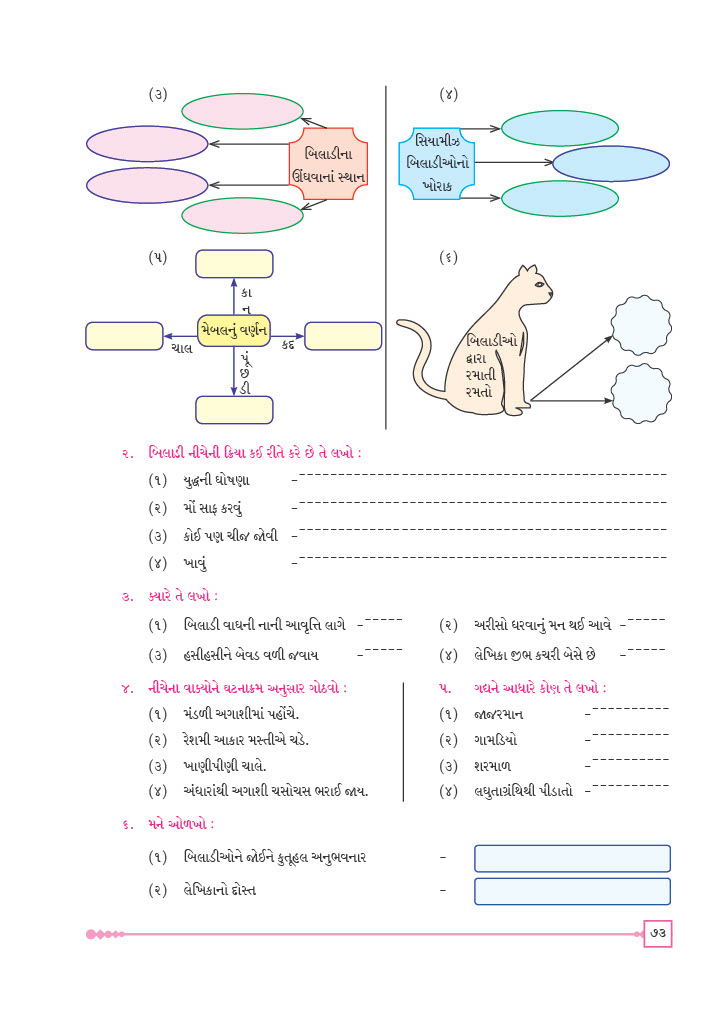 (૩)
બિલાડીના
ઊંઘવાનાં સ્થાન
(૪)
સિયામીઝ
બિલાડીઓનો
ખોરાક
(૫)
કા
ન
મેબલનું વર્ણન
ચાલ
કદ
પૂં
છ
ડી
(૬)
બિલાડીઓ
દ્વારા
રમાતી
રમતો
૨. બિલાડી નીચેની ક્રિયા કઈ રીતે કરે છે તે લખો :
(૧) યુદ્ધની ઘોષણા –
(૨) મોં સાફ કરવું –
(૩) કોઈ પણ ચીજ જોવી –
(૪) ખાવું –
૩. ક્યારે તે લખો :
(૧) બિલાડી વાઘની નાની આવૃત્તિ લાગે – (૨) અરીસો ધરવાનું મન થઈ આવે –
(૩) હસીહસીને બેવડ વળી જવાય – (૪) લેખિકા જીભ કચરી બેસે છે –
૪. નીચેના વાક્યોને ઘટનાક્રમ અનુસાર ગોઠવો :
(૧) મંડળી અગાશીમાં પહોંચે.
(૨) રેશમી આકાર મસ્તીએ ચડે.
(૩) ખાણીપીણી ચાલે.
(૪) અંધારાંથી અગાશી ચસોચસ ભરાઈ જાય.
૫. ગદ્યને આધારે કોણ તે લખો :
(૧) જાજરમાન –
(૨) ગામડિયો –
(૩) શરમાળ –
(૪) લઘુતાગ્રંથિથી પીડાતો –
૬. મને ઓળખો :
(૧) બિલાડીઓને જોઈને કુતૂહલ અનુભવનાર –
(૨) લેખિકાનો દોસ્ત –
૭૩